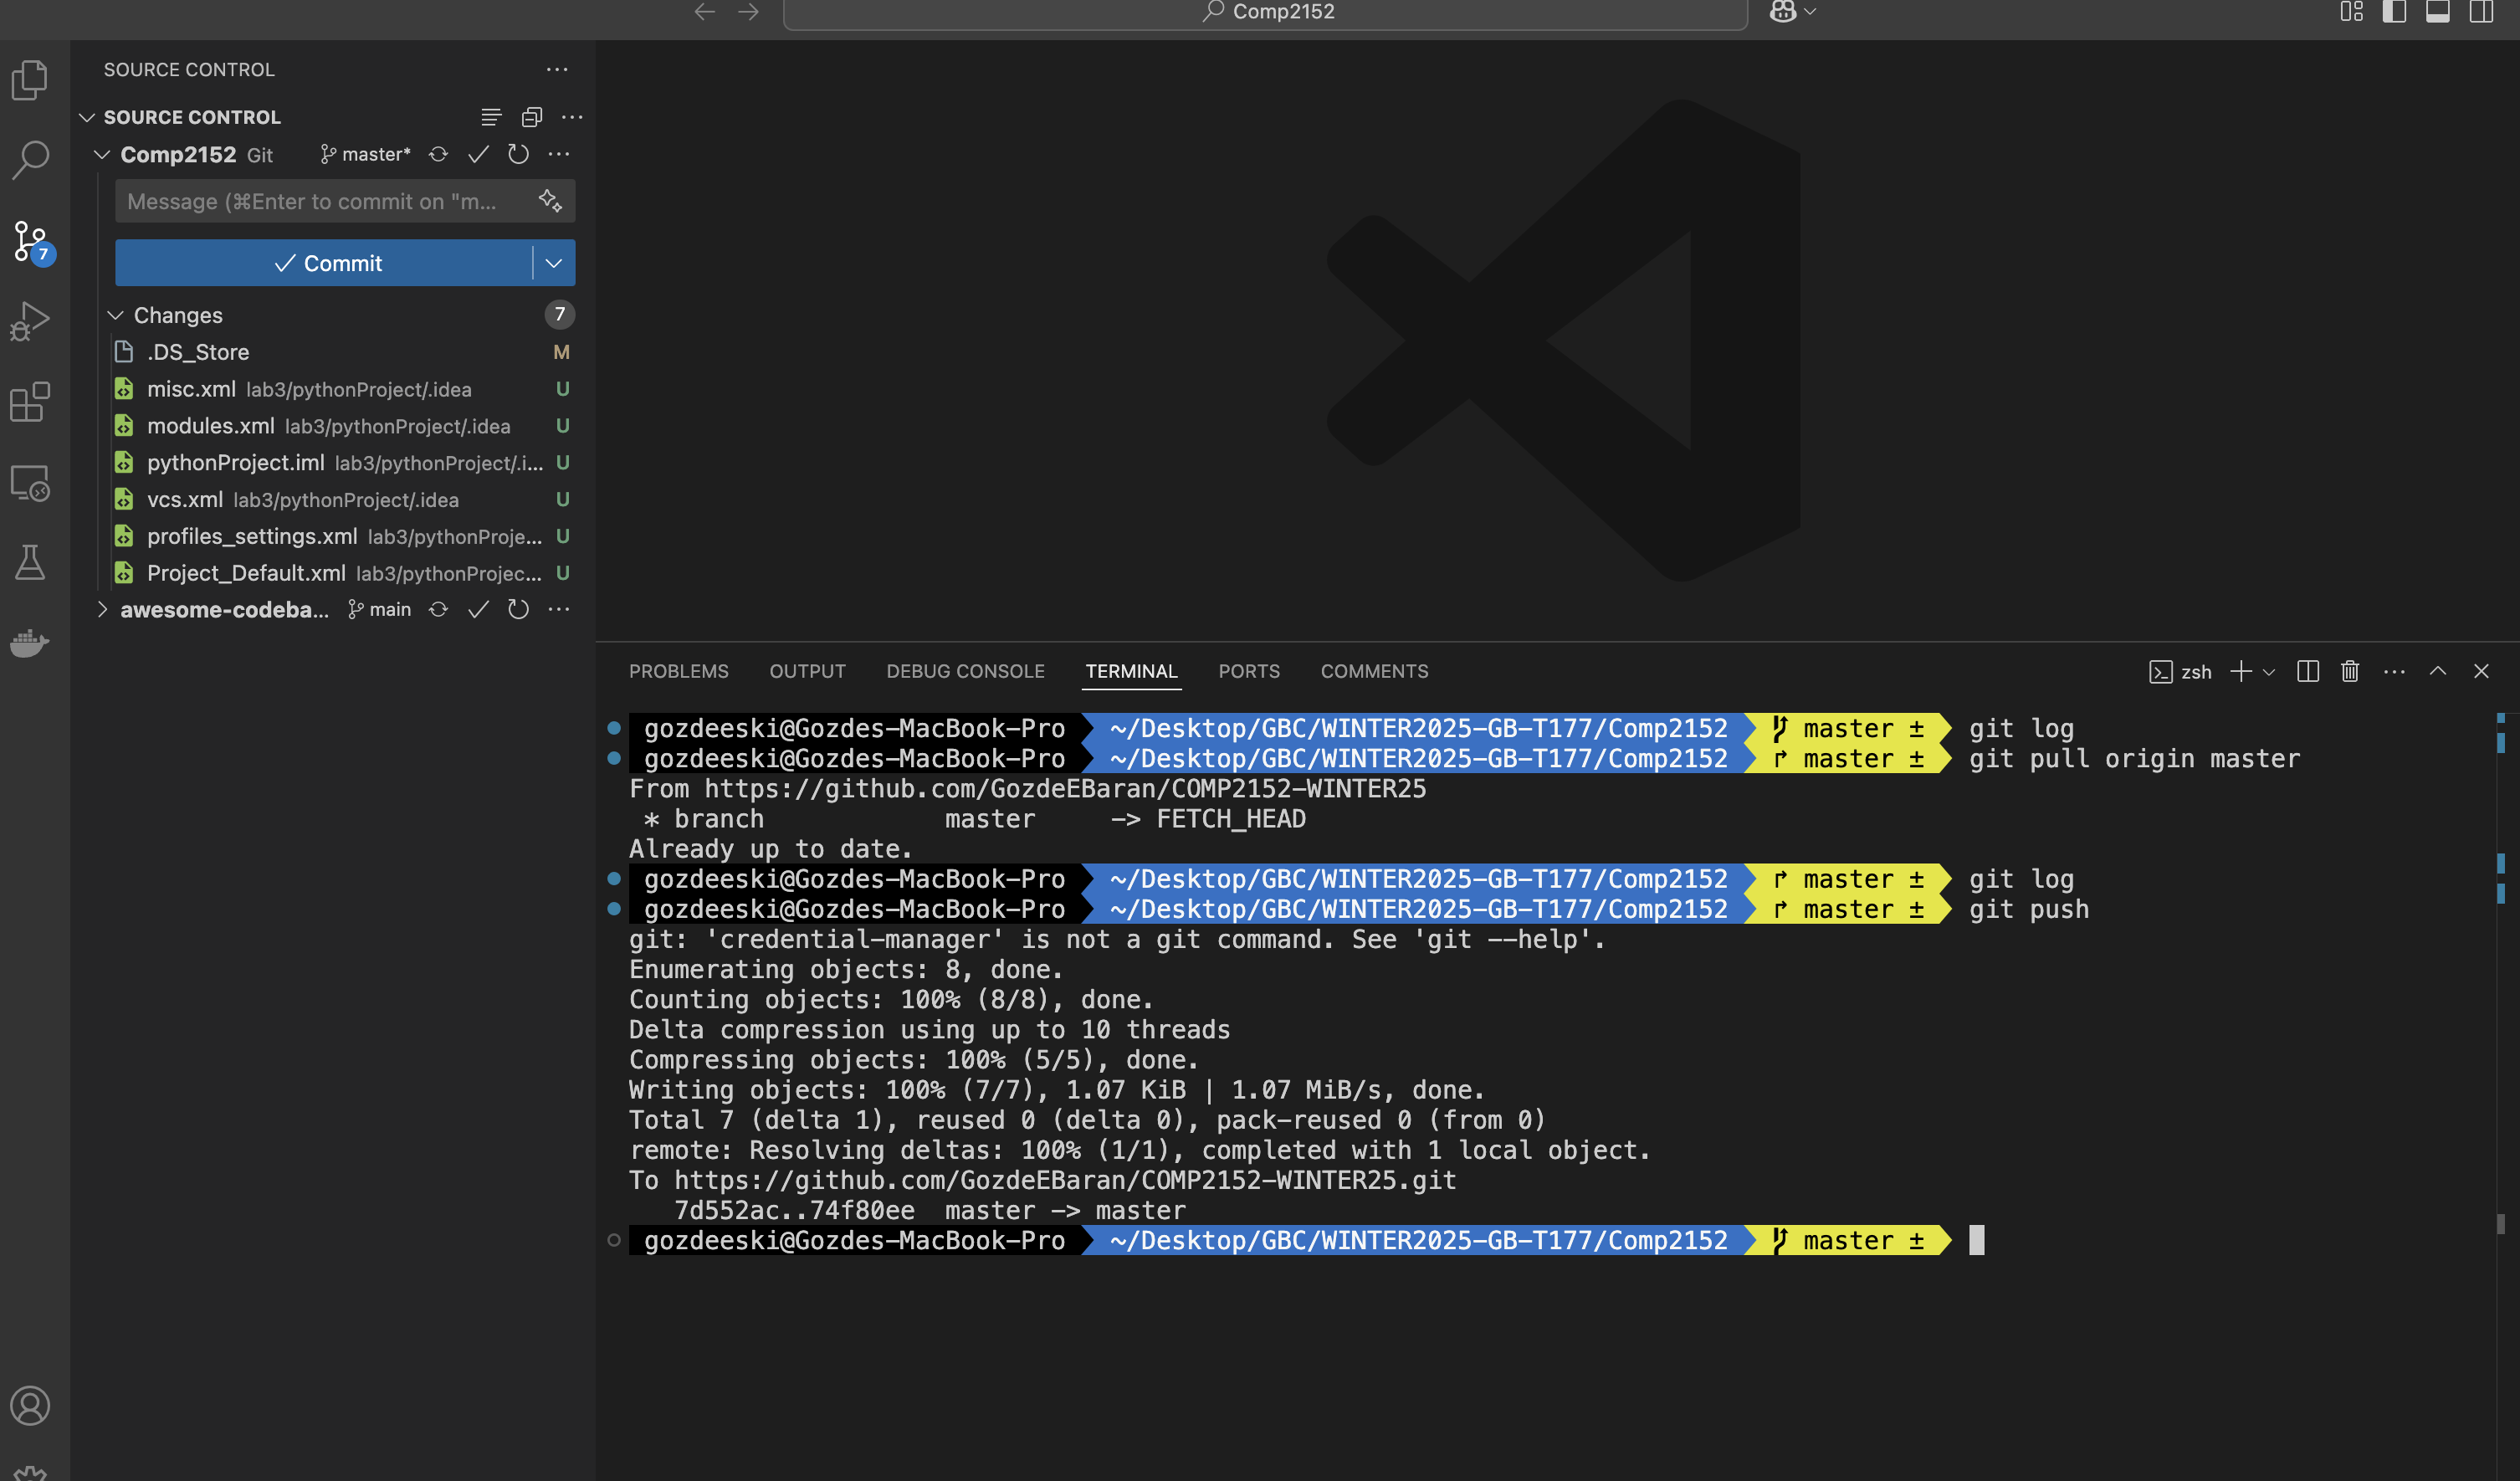 Comp2152
SOURCE CONTROL
SOURCE CONTROL
Comp2152 Git master*
Message (⌘Enter to commit on "m...
Commit
Changes 7
.DS_Store M
misc.xml lab3/pythonProject/.idea U
modules.xml lab3/pythonProject/.idea U
pythonProject.iml lab3/pythonProject/.i... U
vcs.xml lab3/pythonProject/.idea U
profiles_settings.xml lab3/pythonProje... U
Project_Default.xml lab3/pythonProjec... U
awesome-codeba... main
7
PROBLEMS OUTPUT DEBUG CONSOLE TERMINAL PORTS COMMENTS zsh
gozdeeski@Gozdes-MacBook-Pro ~/Desktop/GBC/WINTER2025-GB-T177/Comp2152 master ± git log
gozdeeski@Gozdes-MacBook-Pro ~/Desktop/GBC/WINTER2025-GB-T177/Comp2152 master ± git pull origin master
From https://github.com/GozdeEBaran/COMP2152-WINTER25
* branch master -> FETCH_HEAD
Already up to date.
gozdeeski@Gozdes-MacBook-Pro ~/Desktop/GBC/WINTER2025-GB-T177/Comp2152 master ± git log
gozdeeski@Gozdes-MacBook-Pro ~/Desktop/GBC/WINTER2025-GB-T177/Comp2152 master ± git push
git: 'credential-manager' is not a git command. See 'git --help'.
Enumerating objects: 8, done.
Counting objects: 100% (8/8), done.
Delta compression using up to 10 threads
Compressing objects: 100% (5/5), done.
Writing objects: 100% (7/7), 1.07 KiB | 1.07 MiB/s, done.
Total 7 (delta 1), reused 0 (delta 0), pack-reused 0 (from 0)
remote: Resolving deltas: 100% (1/1), completed with 1 local object.
To https://github.com/GozdeEBaran/COMP2152-WINTER25.git
7d552ac..74f80ee master -> master
gozdeeski@Gozdes-MacBook-Pro ~/Desktop/GBC/WINTER2025-GB-T177/Comp2152 master ±